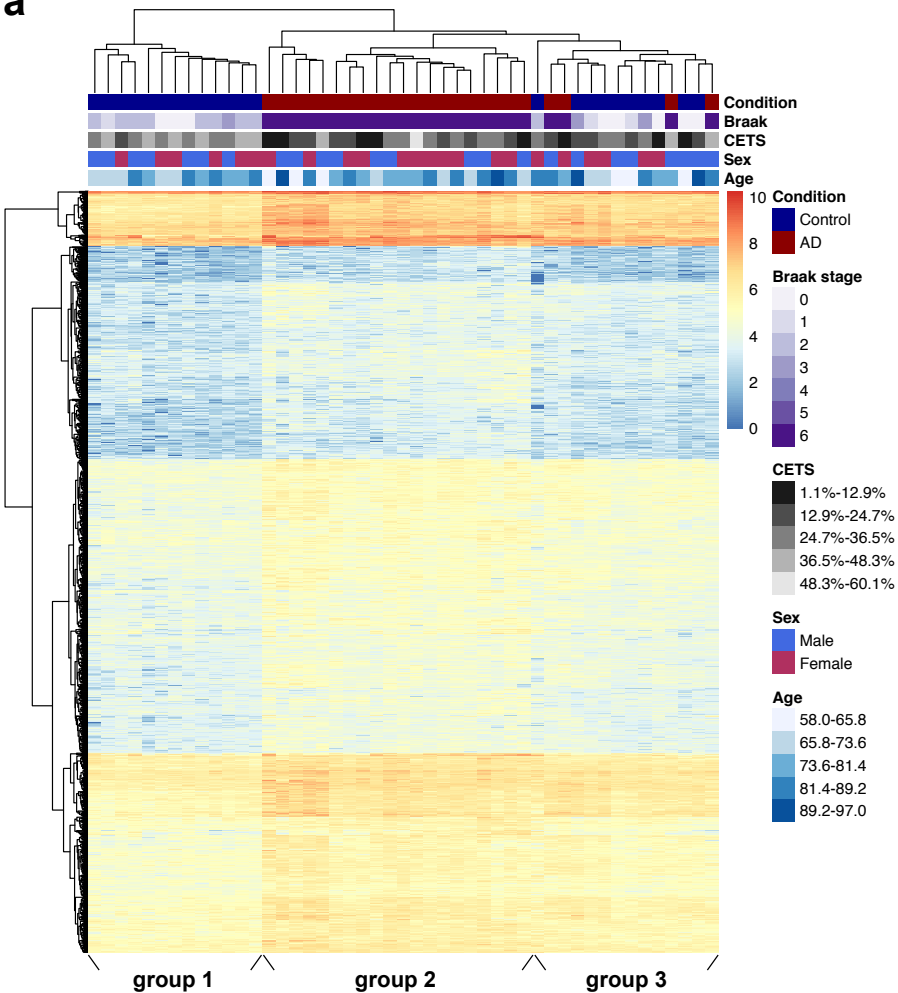 a
Condition
Braak
CETS
Sex
Age
10
8
6
4
2
0
Condition
Control
AD
Braak stage
0
1
2
3
4
5
6
CETS
1.1%-12.9%
12.9%-24.7%
24.7%-36.5%
36.5%-48.3%
48.3%-60.1%
Sex
Male
Female
Age
58.0-65.8
65.8-73.6
73.6-81.4
81.4-89.2
89.2-97.0
group 1
group 2
group 3